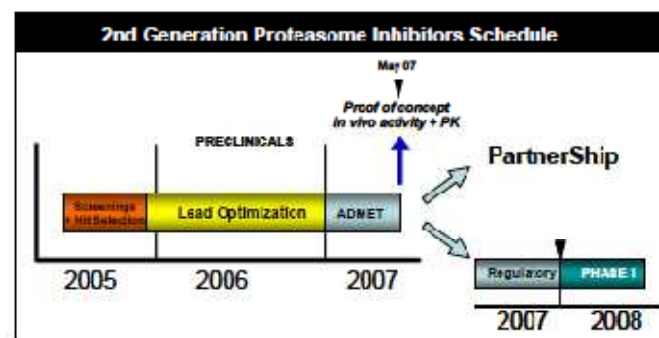 2nd Generation Proteasome Inhibitors Schedule
May 07
Proof of concept
in vivo activity + PK
PRECLINICALS
PartnerShip
Screenings
+ Hit Selection
Lead Optimization
ADMET
2005
2006
2007
Regulatory
PHASE I
2007
2008